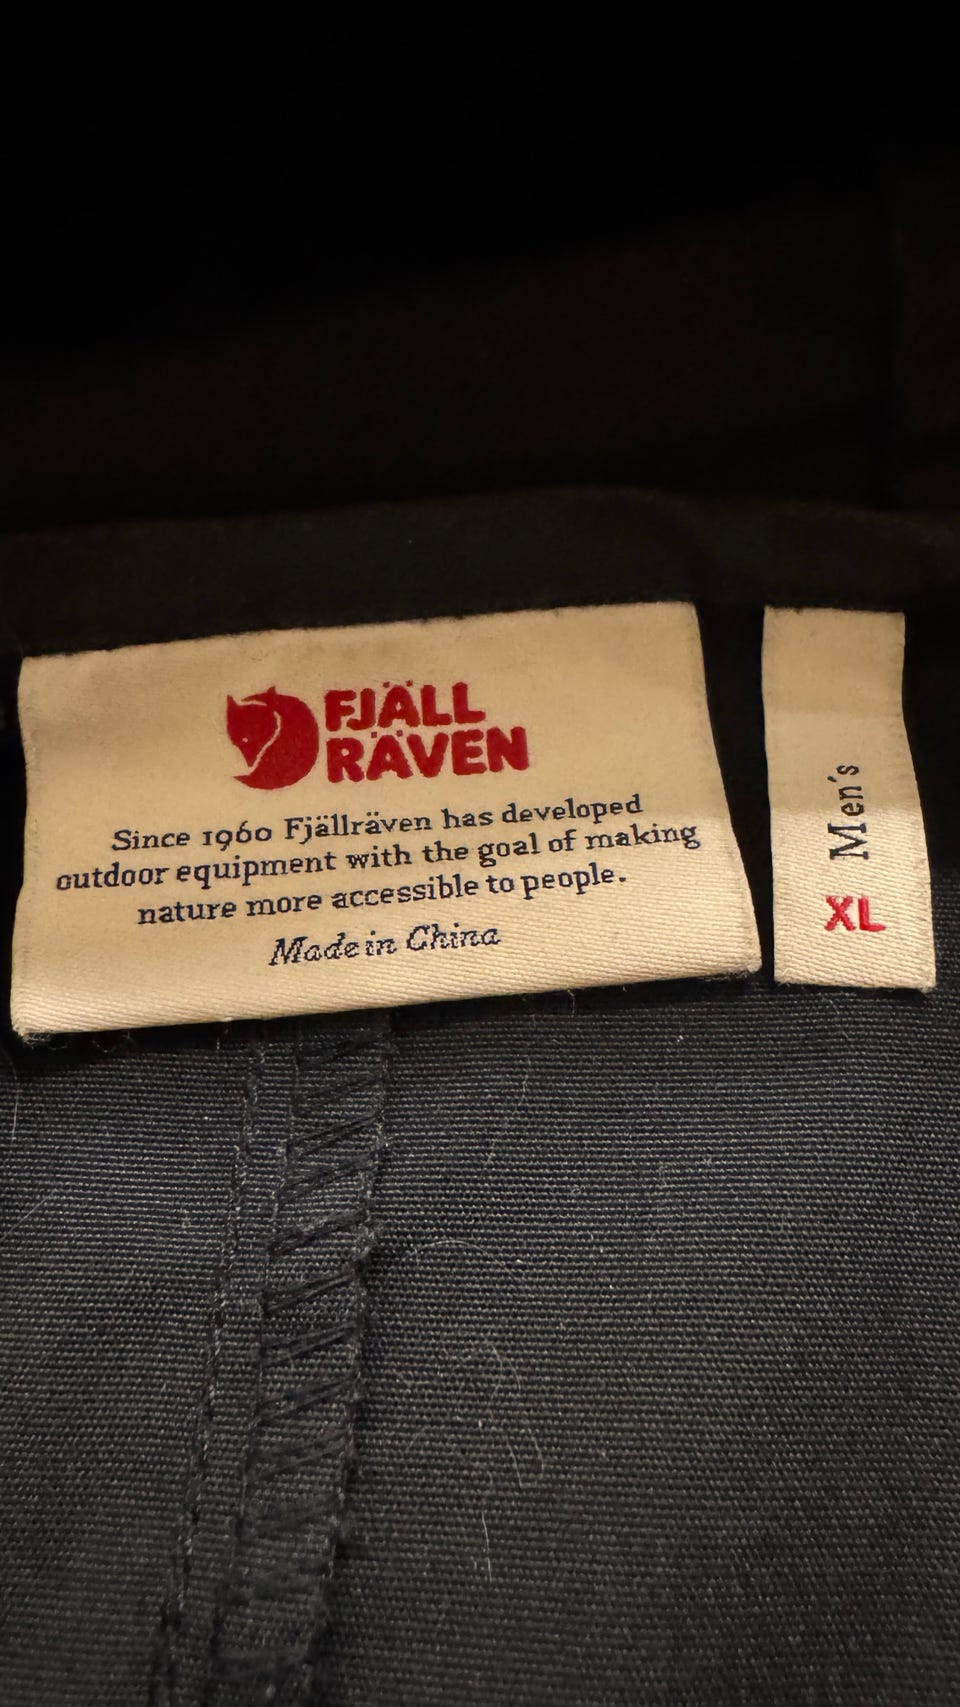 FJÄLL
RÄVEN
Since 1960 Fjällräven has developed
outdoor equipment with the goal of making
nature more accessible to people.
Made in China
Men's
XL